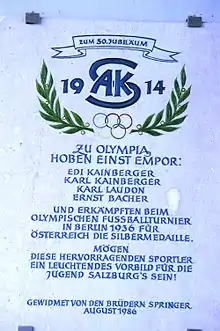 ZUM 50. JUBILÄUM
19 SAK 14
ZU OLYMPIA,
HOBEN EINST EMPOR:
EDI KAINBERGER
KARL KAINBERGER
KARL LAUDON
ERNST BACHER
UND ERKÄMPFTEN BEIM
OLYMPISCHEN FUSSBALLTURNIER
IN BERLIN 1936 FÜR
ÖSTERREICH DIE SILBERMEDAILLE.
MÖGEN
DIESE HERVORRAGENDEN SPORTLER
EIN LEUCHTENDES VORBILD FÜR DIE
JUGEND SALZBURG'S SEIN!
GEWIDMET VON DEN BRÜDERN SPRINGER
AUGUST 1986